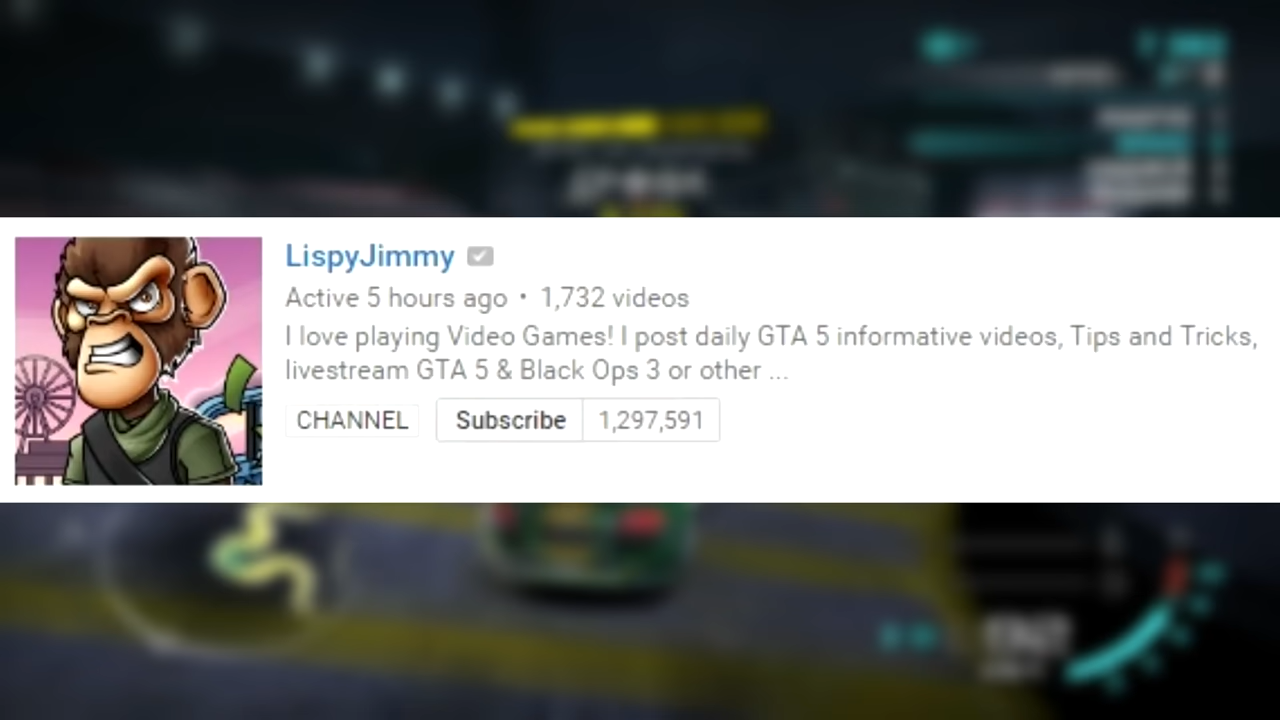 LispyJimmy
Active 5 hours ago • 1,732 videos
I love playing Video Games! I post daily GTA 5 informative videos, Tips and Tricks,
livestream GTA 5 & Black Ops 3 or other ...
CHANNEL Subscribe 1,297,591